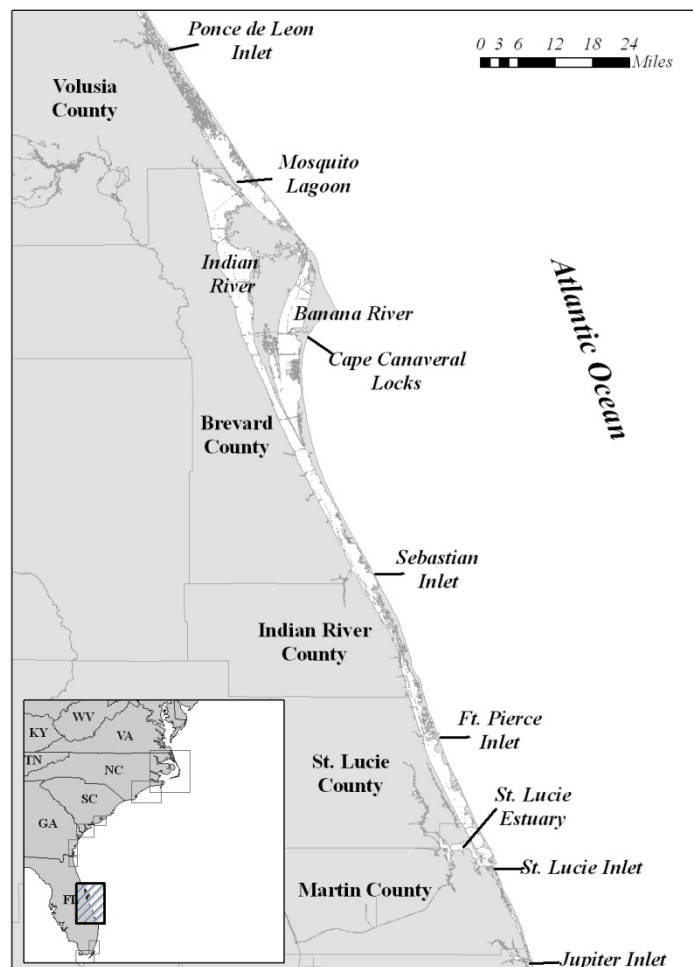 Ponce de Leon
Inlet
0 3 6 12 18 24
Miles
Volusia
County
Mosquito
Lagoon
Indian
River
Banana River
Cape Canaveral
Locks
Atlantic Ocean
Brevard
County
Sebastian
Inlet
Indian River
County
Ft. Pierce
Inlet
St. Lucie
County
St. Lucie
Estuary
St. Lucie Inlet
Martin County
Jupiter Inlet
WV
KY
VA
TN
NC
SC
GA
FL